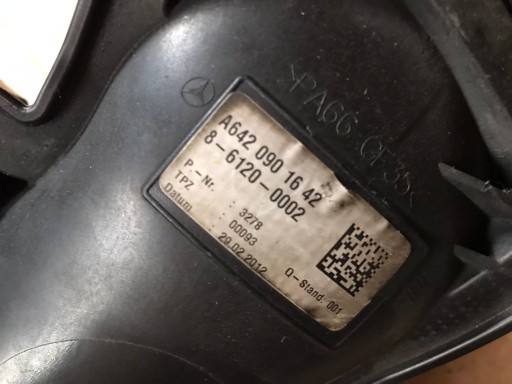 >PA66 GF35<
A642 090 16 42
8-6120-0002
P.-Nr. : 3278
TPZ : 00093
Datum 29.02.2012
Q-Stand: 001